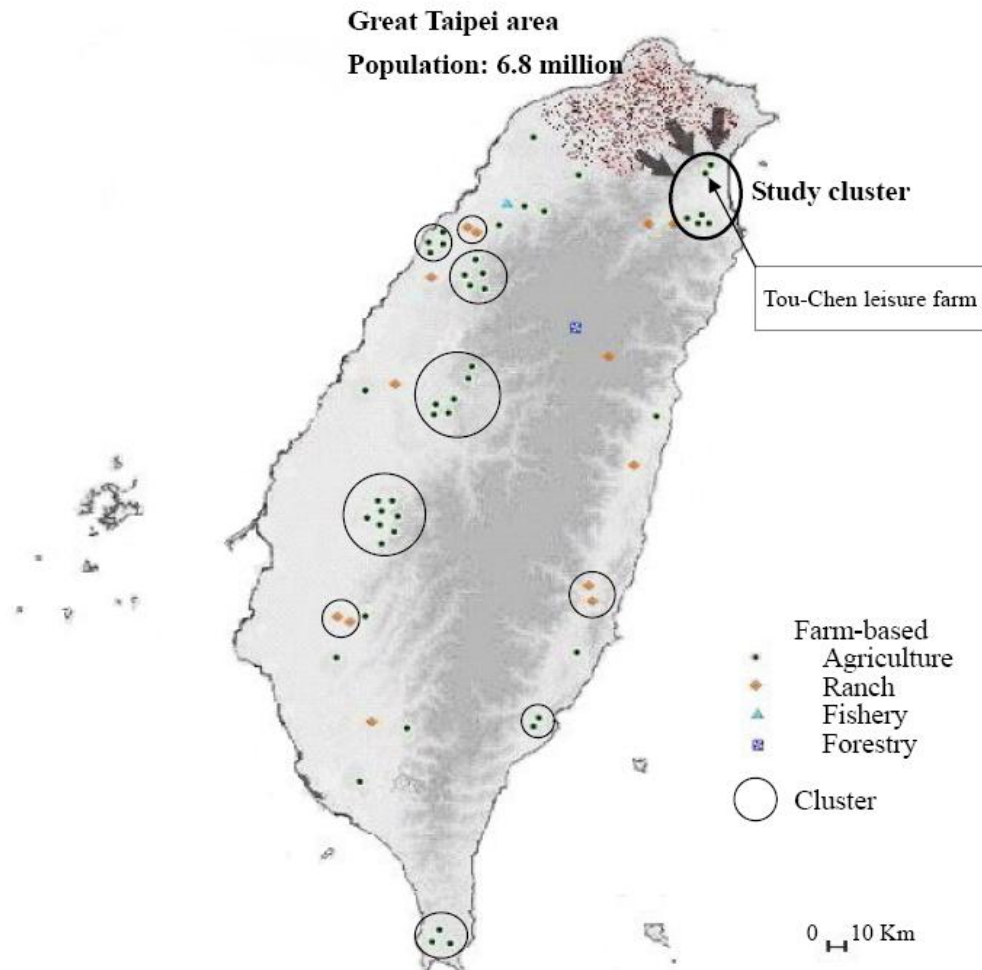 Great Taipei area
Population: 6.8 million
Study cluster
Tou-Chen leisure farm
Farm-based
Agriculture
Ranch
Fishery
Forestry
Cluster
0 10 Km